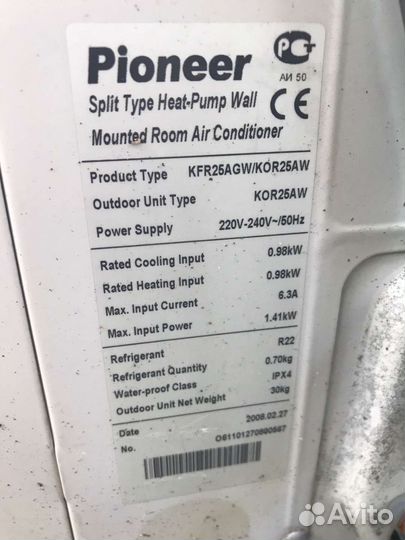 Pioneer
РСТ
АИ 50
Split Type Heat-Pump Wall
Mounted Room Air Conditioner
CE
Product Type KFR25AGW/KOR25AW
Outdoor Unit Type KOR25AW
Power Supply 220V-240V~/50Hz
Rated Cooling Input 0.98kW
Rated Heating Input 0.98kW
Max. Input Current 6.3A
Max. Input Power 1.41kW
Refrigerant R22
Refrigerant Quantity 0.70kg
Water-proof Class IPX4
Outdoor Unit Net Weight 30kg
Date 2008.02.27
No. O61101270800567
Avito